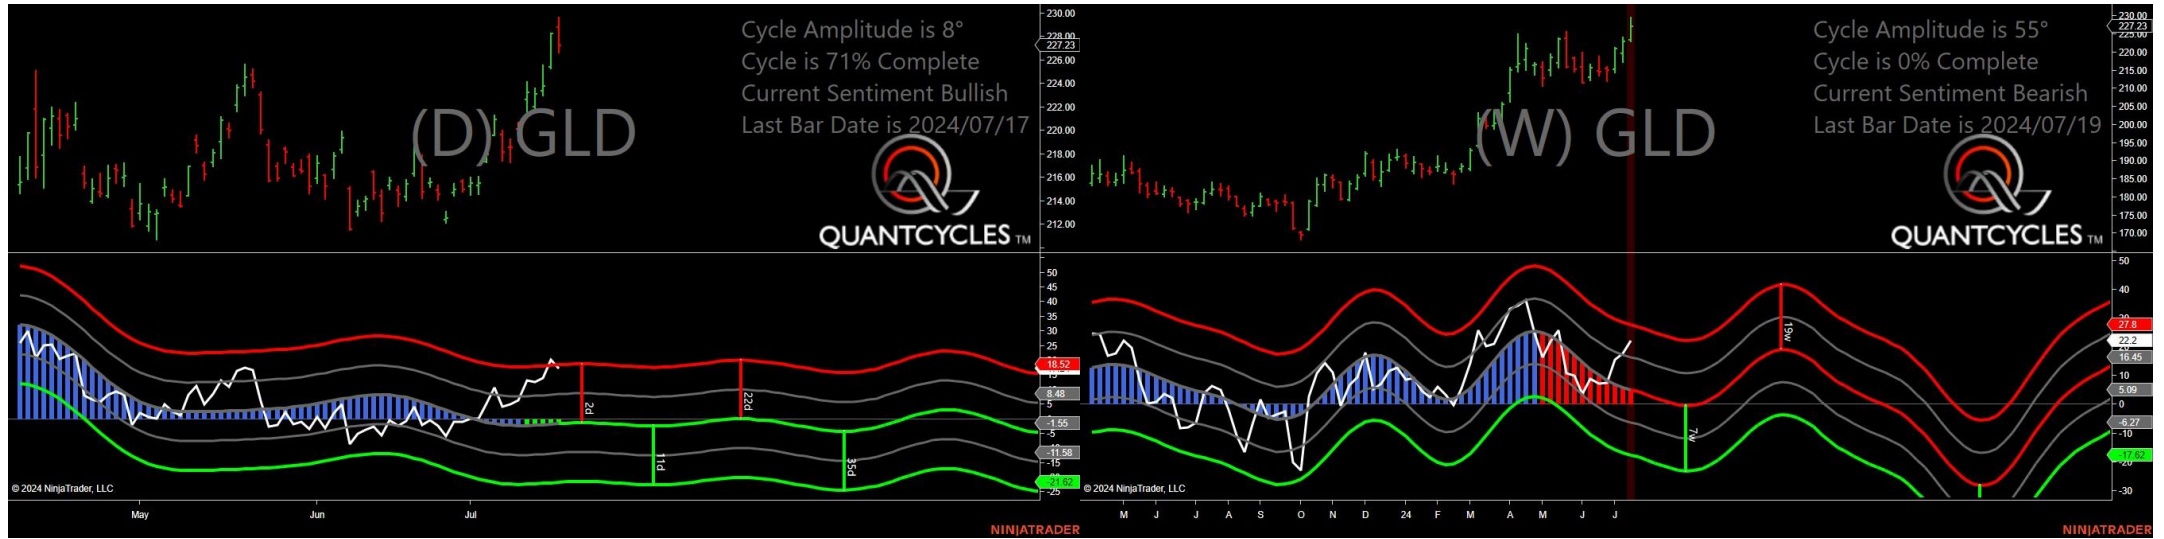 Cycle Amplitude is 8°
Cycle is 71% Complete
Current Sentiment Bullish
Last Bar Date is 2024/07/17
(D) GLD
QUANTCYCLES TM
230.00
228.00
227.23
226.00
224.00
222.00
220.00
218.00
216.00
214.00
212.00
50
45
40
35
30
25
18.52
15
8.48
5
-1.55
-5
-11.58
-15
-21.62
-25
2d
22d
11d
35d
© 2024 NinjaTrader, LLC
May
Jun
Jul
NINJATRADER
Cycle Amplitude is 55°
Cycle is 0% Complete
Current Sentiment Bearish
Last Bar Date is 2024/07/19
(W) GLD
QUANTCYCLES TM
230.00
227.23
225.00
220.00
215.00
210.00
205.00
200.00
195.00
190.00
185.00
180.00
175.00
170.00
50
40
30
27.8
22.2
16.45
10
5.09
0
-6.27
-10
-17.62
-20
-30
19w
7w
© 2024 NinjaTrader, LLC
M
J
J
A
S
O
N
D
24
F
M
A
M
J
J
NINJATRADER